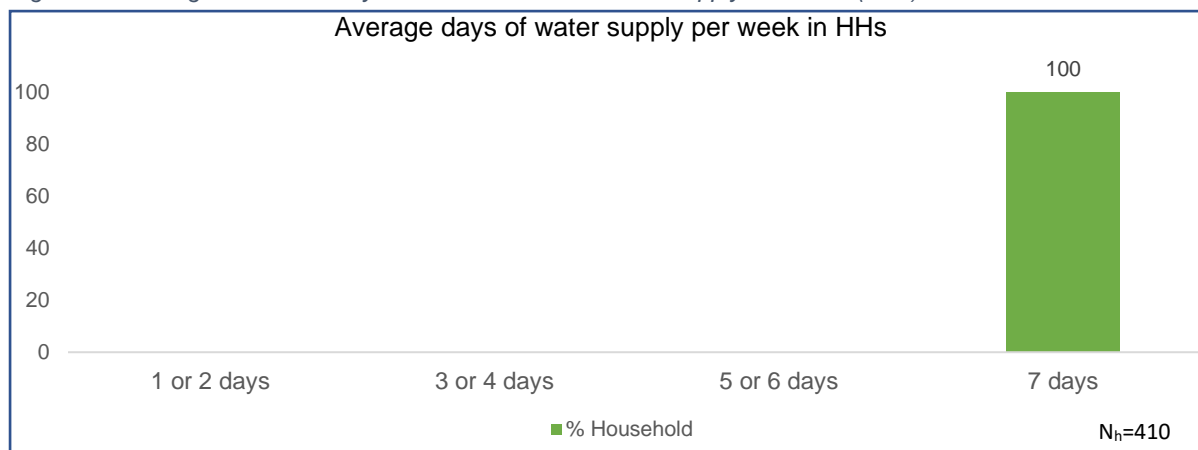 Average days of water supply per week in HHs
100
100
80
60
40
20
0
1 or 2 days
3 or 4 days
5 or 6 days
7 days
% Household
Nₕ=410